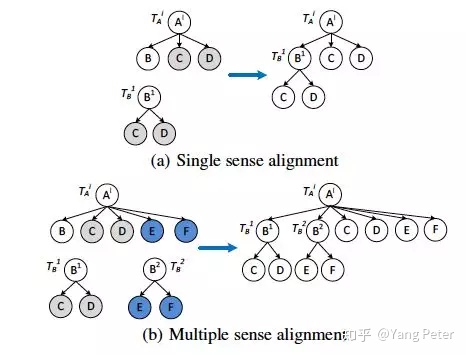 T_A^i A^i
B C D
T_B^1 B^1
C D
T_A^i A^i
T_B^1 B^1 C D
C D
(a) Single sense alignment
T_A^i A^i
B C D E F
T_B^1 B^1 B^2 T_B^2
C D E F
T_A^i A^i
T_B^1 B^1 T_B^2 B^2 C D E F
C D E F
(b) Multiple sense alignment
知乎 @Yang Peter